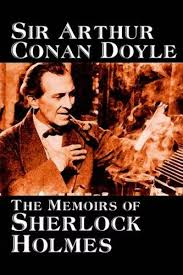 SIR ARTHUR
CONAN DOYLE
THE MEMOIRS OF
SHERLOCK
HOLMES